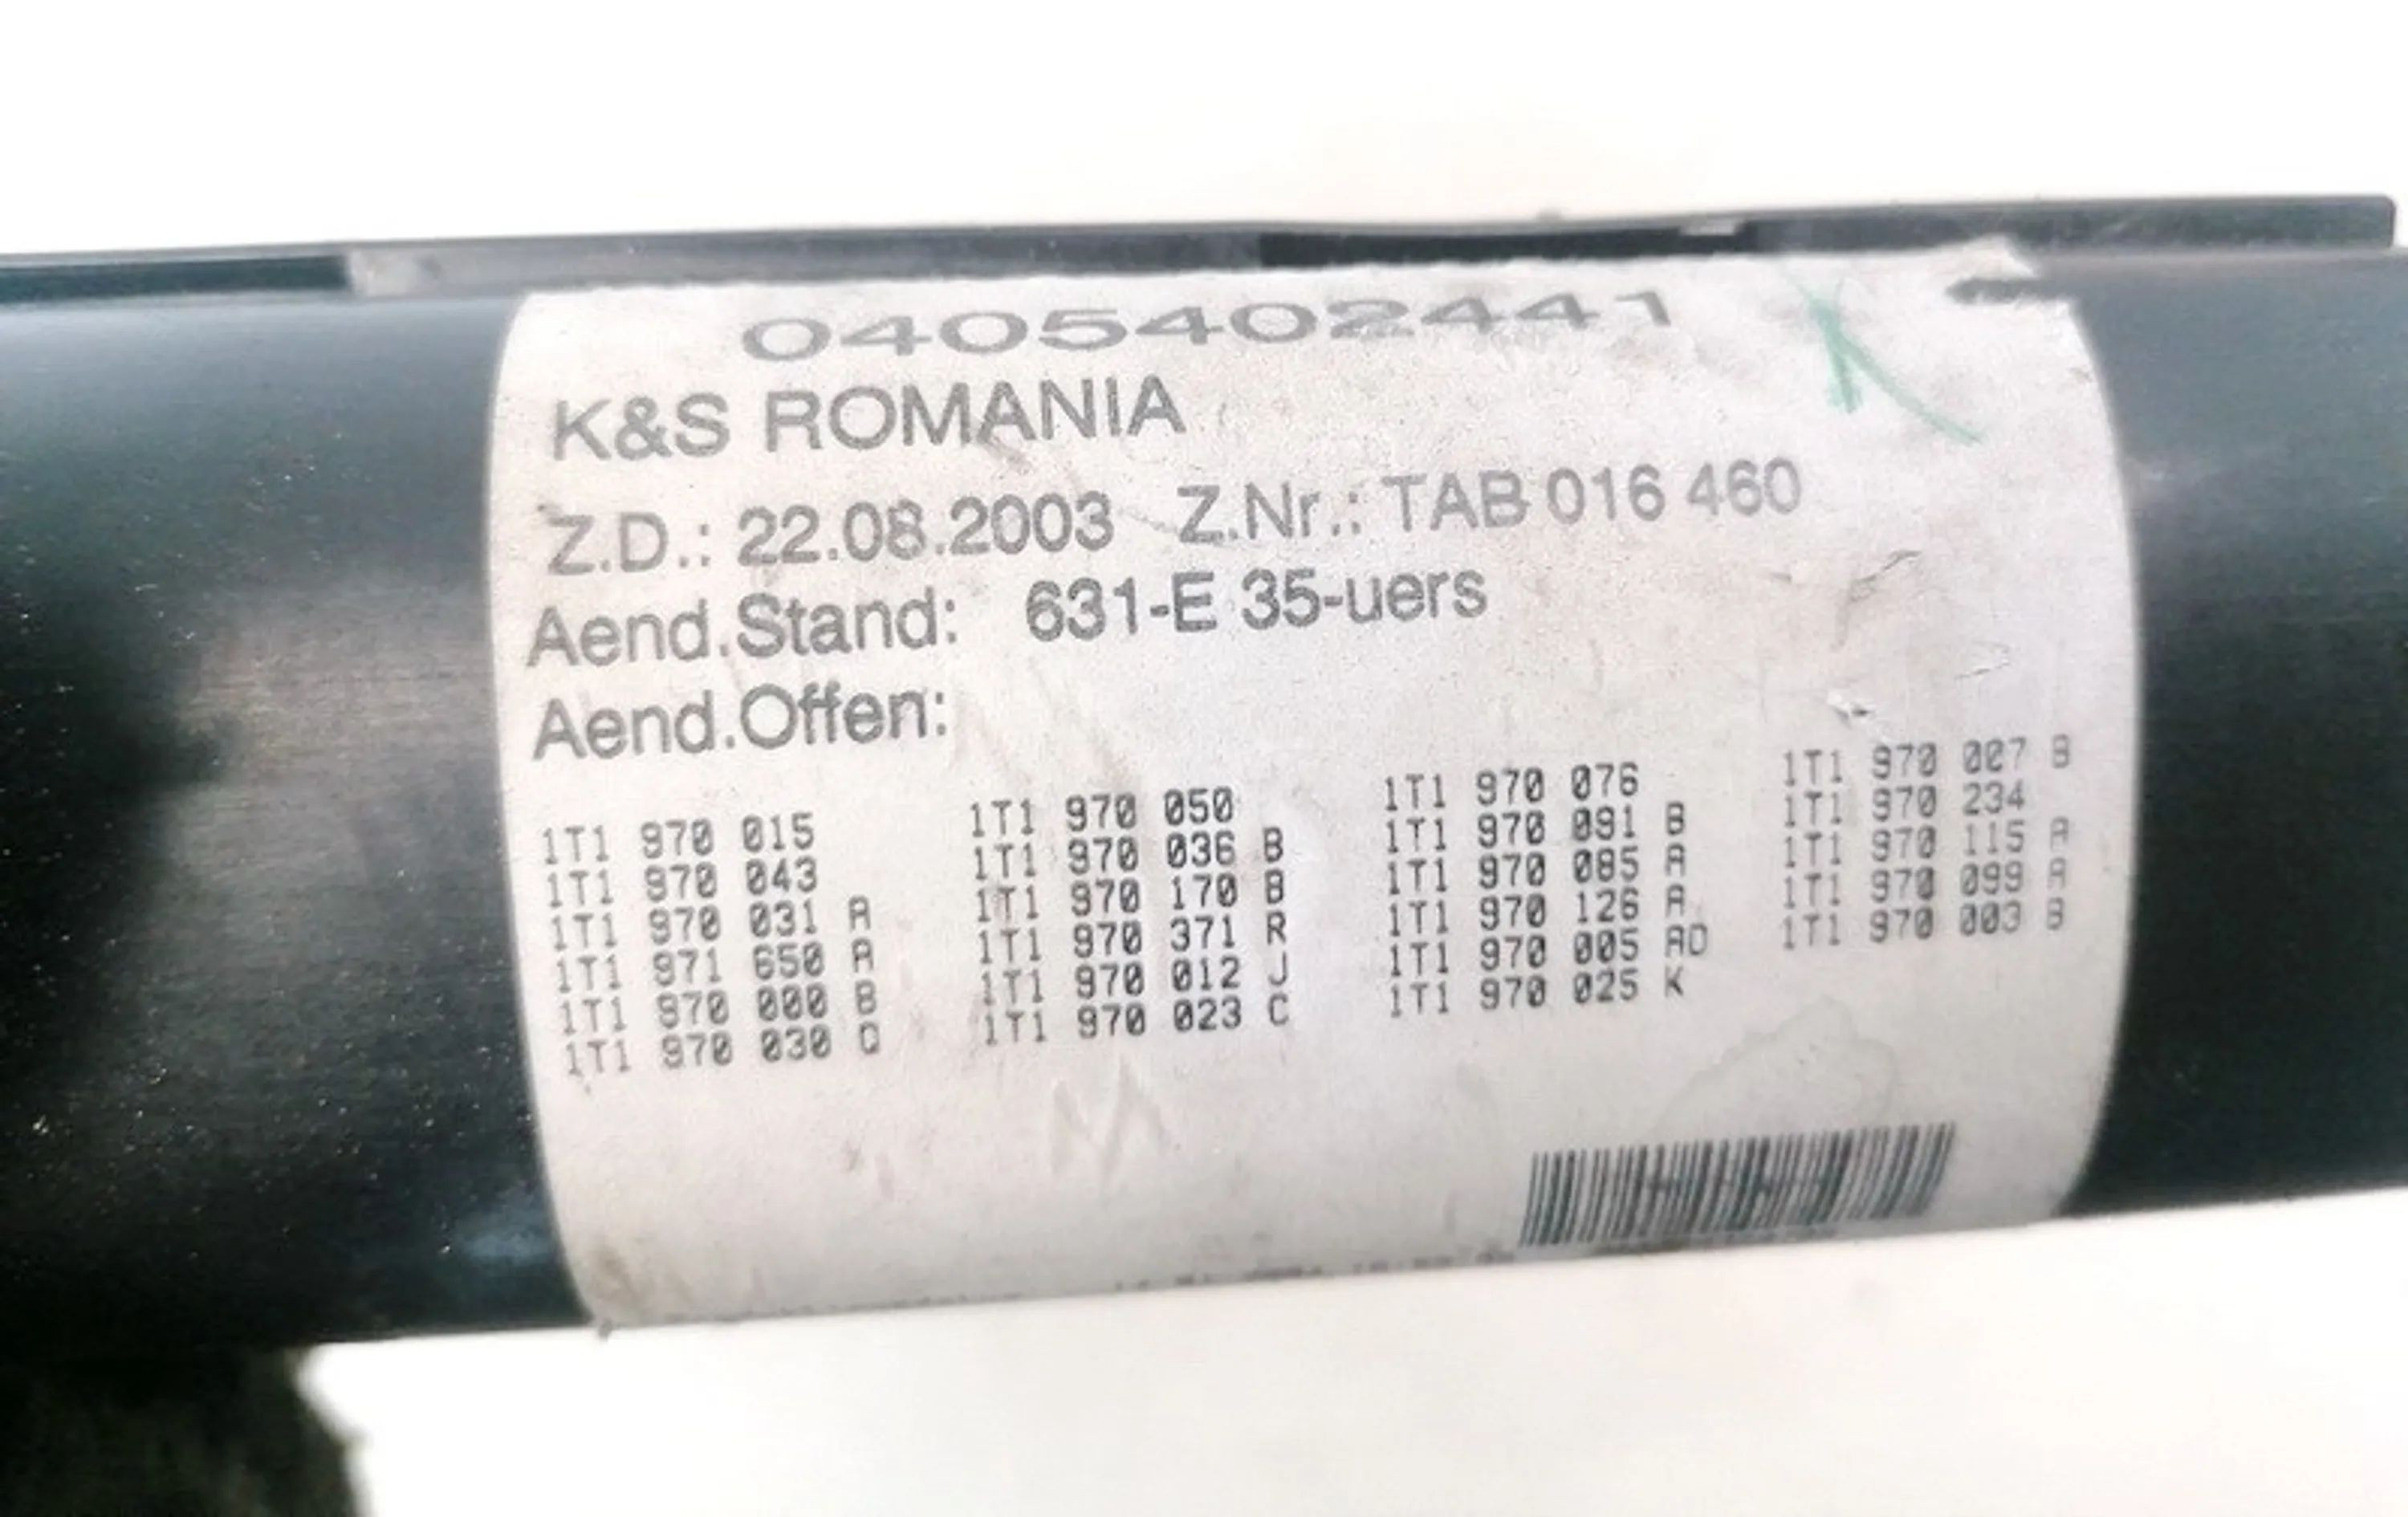 0405402441
K&S ROMANIA
Z.D.: 22.08.2003 Z.Nr.: TAB 016 460
Aend.Stand: 631-E 35-uers
Aend.Offen:
1T1 970 015 1T1 970 050 1T1 970 076 1T1 970 007 B
1T1 970 043 1T1 970 036 B 1T1 970 091 B 1T1 970 234
1T1 970 031 A 1T1 970 170 B 1T1 970 085 A 1T1 970 115 A
1T1 971 650 A 1T1 970 371 R 1T1 970 126 A 1T1 970 099 A
1T1 970 000 B 1T1 970 012 J 1T1 970 005 AD 1T1 970 003 B
1T1 970 030 Q 1T1 970 023 C 1T1 970 025 K